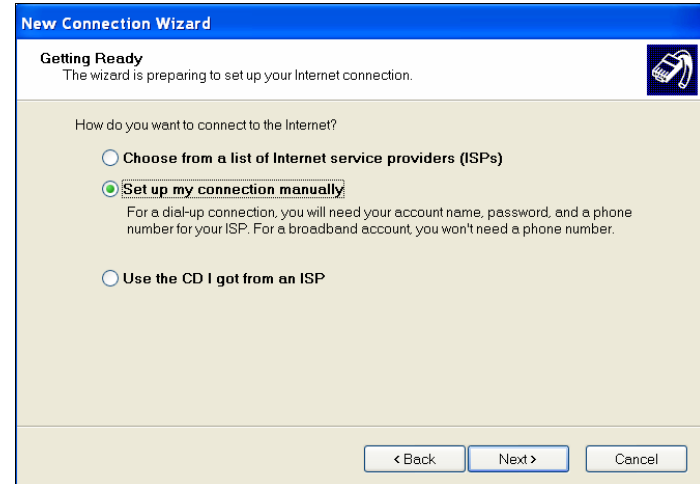 New Connection Wizard
Getting Ready
The wizard is preparing to set up your Internet connection.
How do you want to connect to the Internet?
Choose from a list of Internet service providers (ISPs)
Set up my connection manually
For a dial-up connection, you will need your account name, password, and a phone
number for your ISP. For a broadband account, you won't need a phone number.
Use the CD I got from an ISP
< Back Next > Cancel